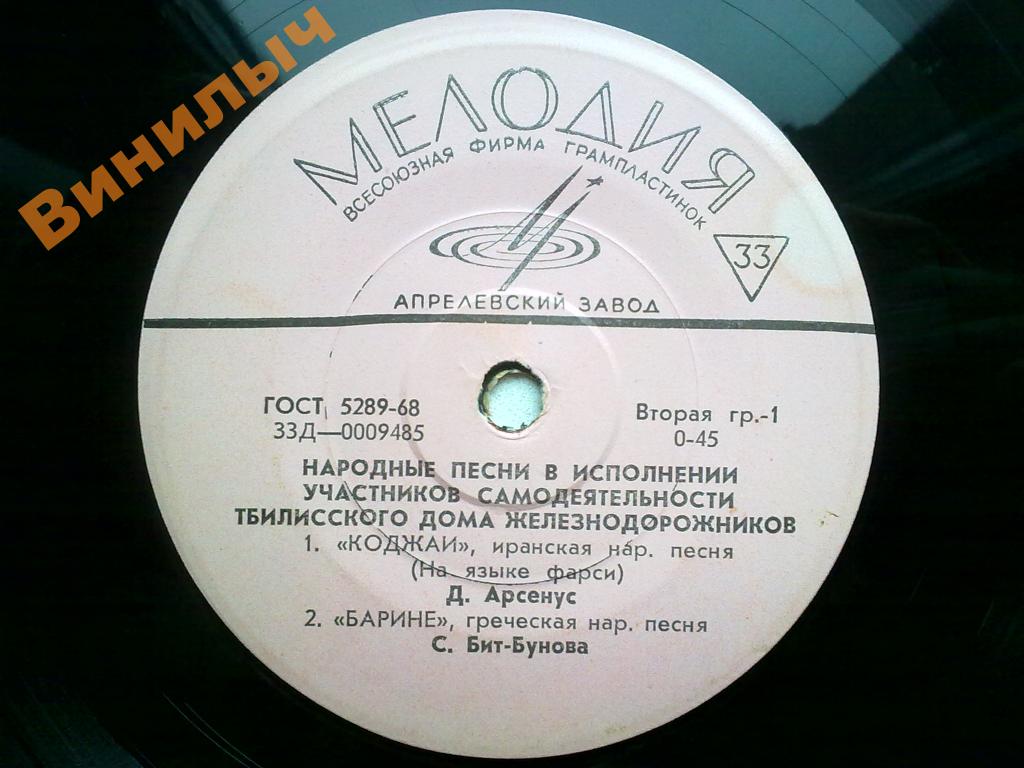 Винилыч
МЕЛОДИЯ
ВСЕСОЮЗНАЯ ФИРМА ГРАМПЛАСТИНОК
33
АПРЕЛЕВСКИЙ ЗАВОД
ГОСТ 5289-68
33Д—0009485
Вторая гр.-1
0-45
НАРОДНЫЕ ПЕСНИ В ИСПОЛНЕНИИ
УЧАСТНИКОВ САМОДЕЯТЕЛЬНОСТИ
ТБИЛИССКОГО ДОМА ЖЕЛЕЗНОДОРОЖНИКОВ
1. «КОДЖАИ», иранская нар. песня
(На языке фарси)
Д. Арсенус
2. «БАРИНЕ», греческая нар. песня
С. Бит-Бунова